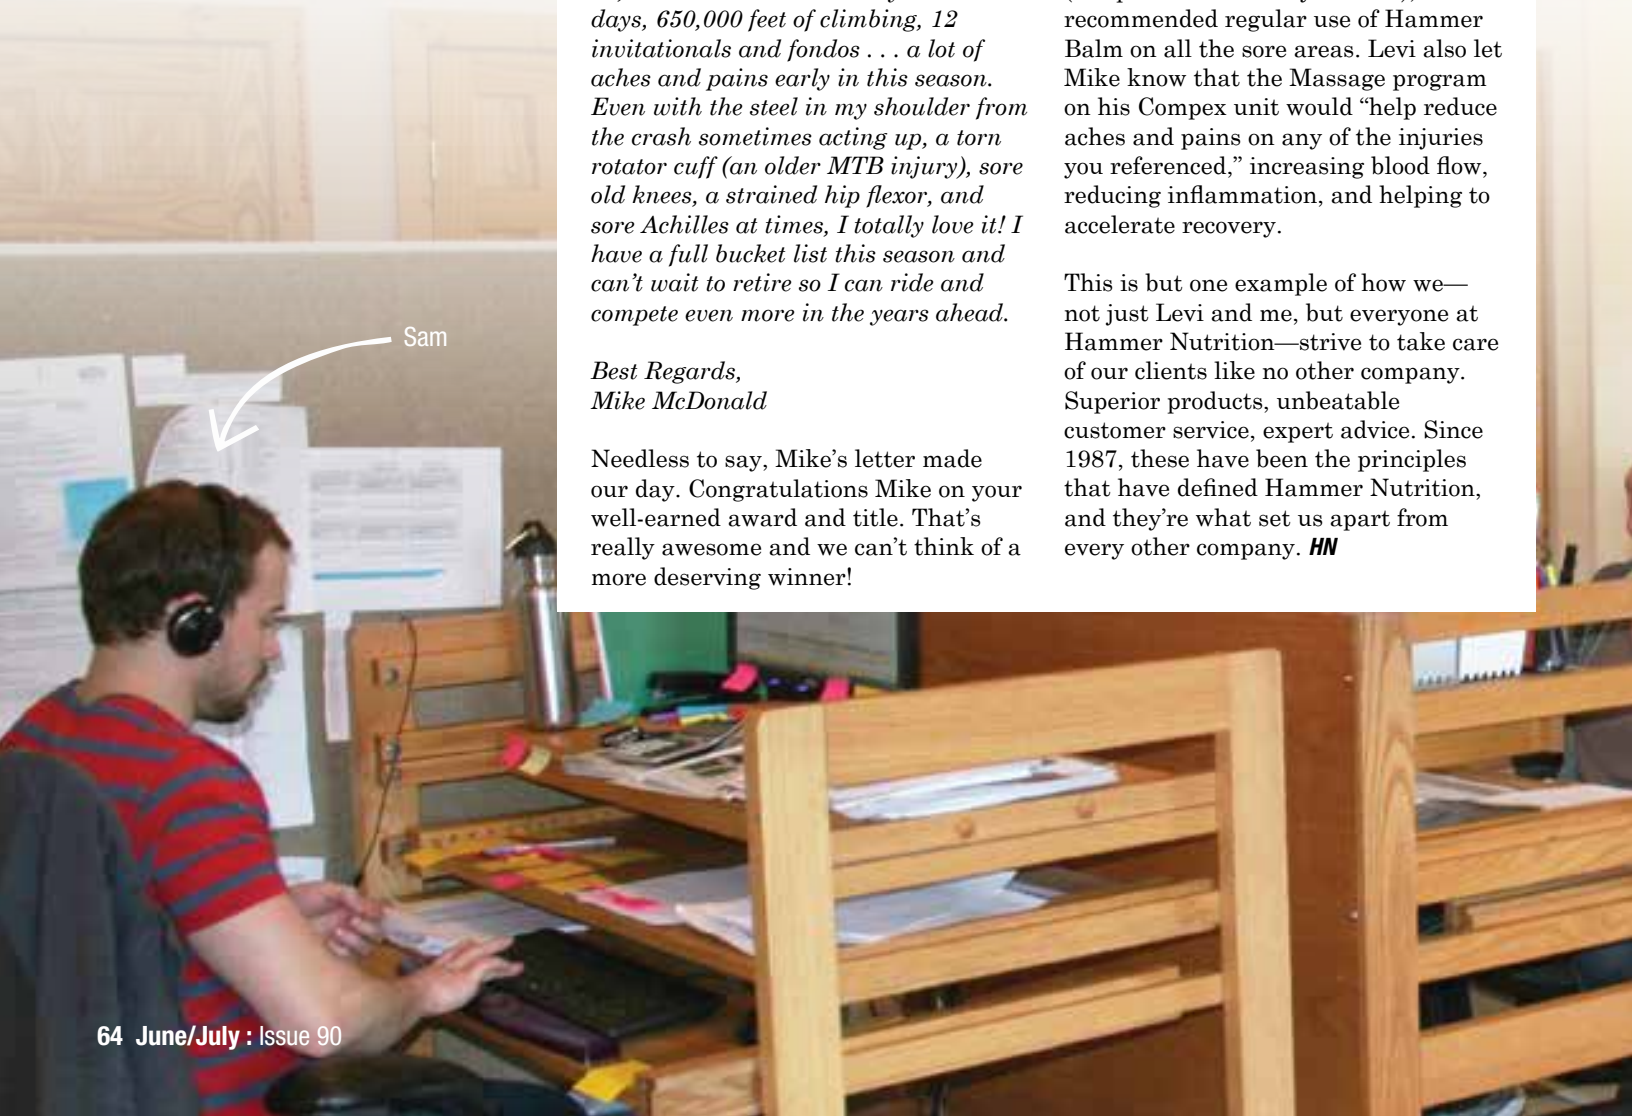 days, 650,000 feet of climbing, 12
invitationals and fondos . . . a lot of
aches and pains early in this season.
Even with the steel in my shoulder from
the crash sometimes acting up, a torn
rotator cuff (an older MTB injury), sore
old knees, a strained hip flexor, and
sore Achilles at times, I totally love it! I
have a full bucket list this season and
can’t wait to retire so I can ride and
compete even more in the years ahead.
Best Regards,
Mike McDonald
Needless to say, Mike’s letter made
our day. Congratulations Mike on your
well-earned award and title. That’s
really awesome and we can’t think of a
more deserving winner!
recommended regular use of Hammer
Balm on all the sore areas. Levi also let
Mike know that the Massage program
on his Compex unit would “help reduce
aches and pains on any of the injuries
you referenced,” increasing blood flow,
reducing inflammation, and helping to
accelerate recovery.
This is but one example of how we—
not just Levi and me, but everyone at
Hammer Nutrition—strive to take care
of our clients like no other company.
Superior products, unbeatable
customer service, expert advice. Since
1987, these have been the principles
that have defined Hammer Nutrition,
and they’re what set us apart from
every other company. HN
Sam
64 June/July : Issue 90